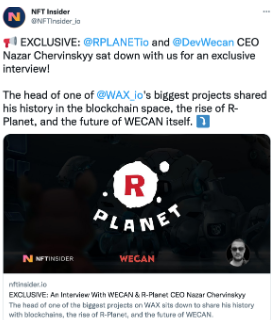 NFT Insider
@NFTInsider_io
EXCLUSIVE: @RPLANETio and @DevWecan CEO
Nazar Chervinskyy sat down with us for an exclusive
interview!
The head of one of @WAX_io's biggest projects shared
his history in the blockchain space, the rise of R-
Planet, and the future of WECAN itself.
R
PLANET
N NFTINSIDER
WECAN
nftinsider.io
EXCLUSIVE: An Interview With WECAN & R-Planet CEO Nazar Chervinskyy
The head of one of the biggest projects on WAX sits down to share his history
with blockchains, the rise of R-Planet, and the future of WECAN.